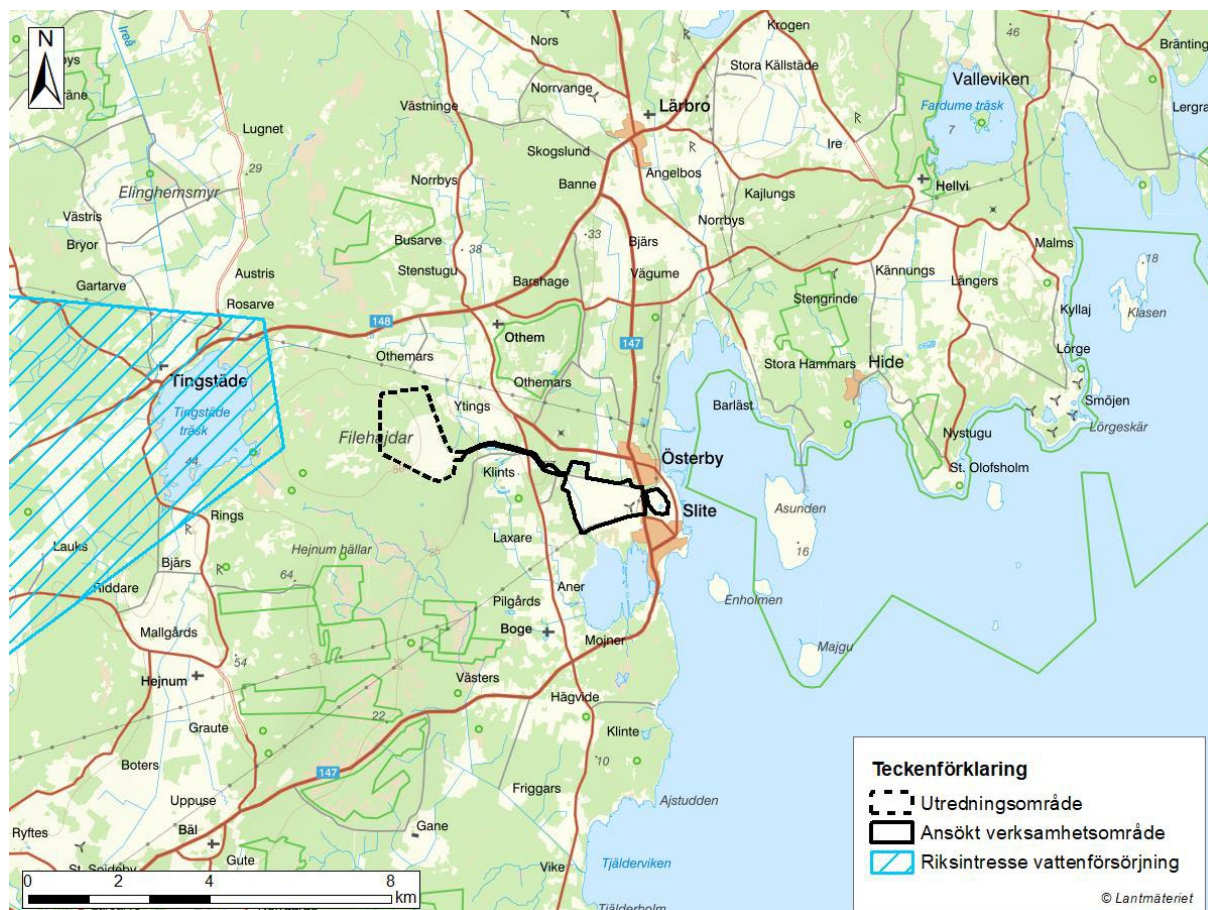 N
Ireå
Nors
Krogen
46
Bränting
Norrvange
Stora Källstäde
Valleviken
Västninge
Lärbro
Fardume träsk
7
Lergra
Lugnet
Skogslund
Ire
29
Angelbos
Elinghemsmyr
Norrbys
Banne
Kajlungs
Hellvi
Västris
Bryor
Busarve
33
Bjärs
Norrbys
Malms
38
Gartarve
Austris
Stenstugu
Barshage
Vägume
Kännungs
Längers
18
Rosarve
Stengrinde
Kyllaj
Klasen
148
Othem
147
Othemars
Stora Hammars
Hide
Lörge
Tingstäde
Othemars
Smöjen
Tingstäde
träsk
Ytings
Barläst
Lörgeskär
Filehajdar
Nystugu
44
Klints
Österby
St. Olofsholm
Slite
Asunden
Rings
Laxare
16
Lauks
Hejnum hällar
Bjärs
64
Aner
Riddare
Pilgårds
Enholmen
Boge
Mallgårds
Mojner
Majgu
54
Hejnum
Västers
Hägvide
22
Graute
Klinte
Boters
147
10
Friggars
Uppuse
Ajstudden
Ryftes
Bäl
Gane
Gute
Vike
Tjälderviken
Tjälderholm
0 2 4 8
km
Teckenförklaring
Utredningsområde
Ansökt verksamhetsområde
Riksintresse vattenförsörjning
© Lantmäteriet